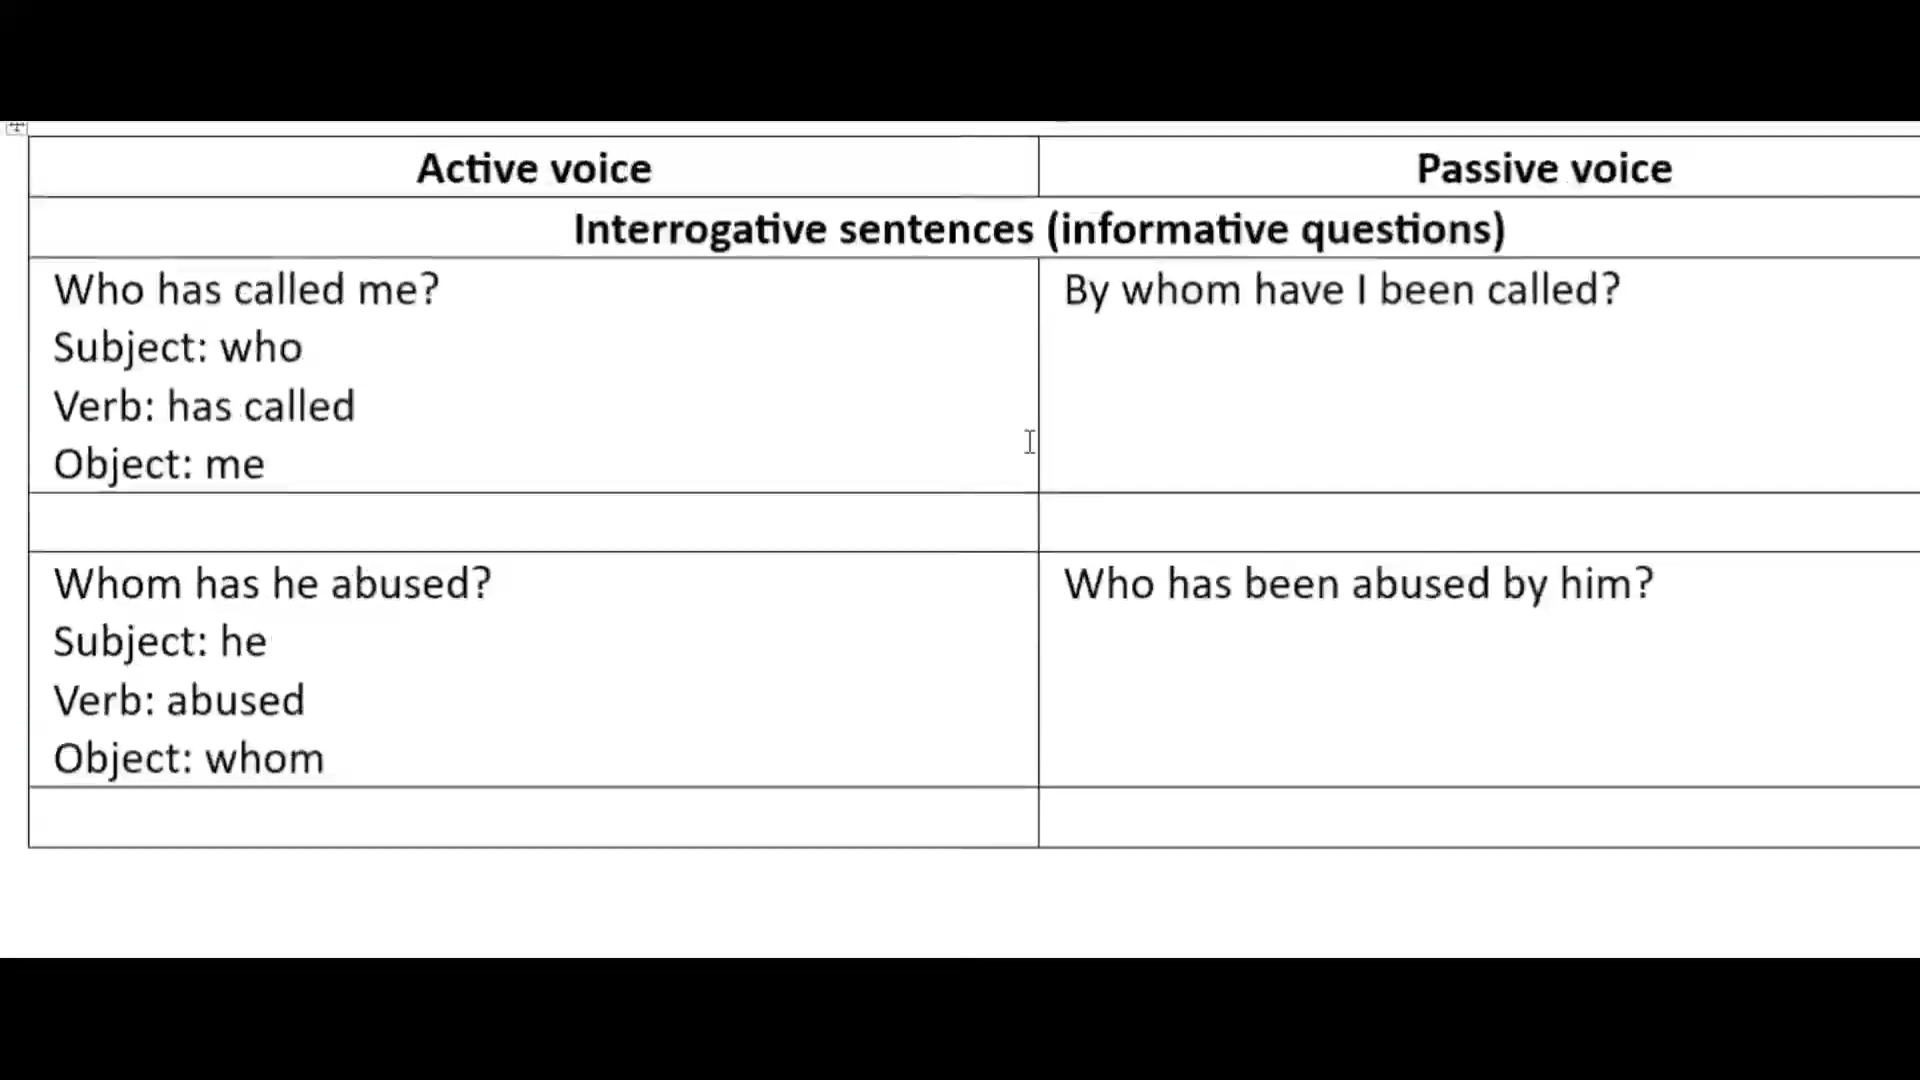 Active voice
Passive voice
Interrogative sentences (informative questions)
Who has called me?
Subject: who
Verb: has called
Object: me
By whom have I been called?
Whom has he abused?
Subject: he
Verb: abused
Object: whom
Who has been abused by him?